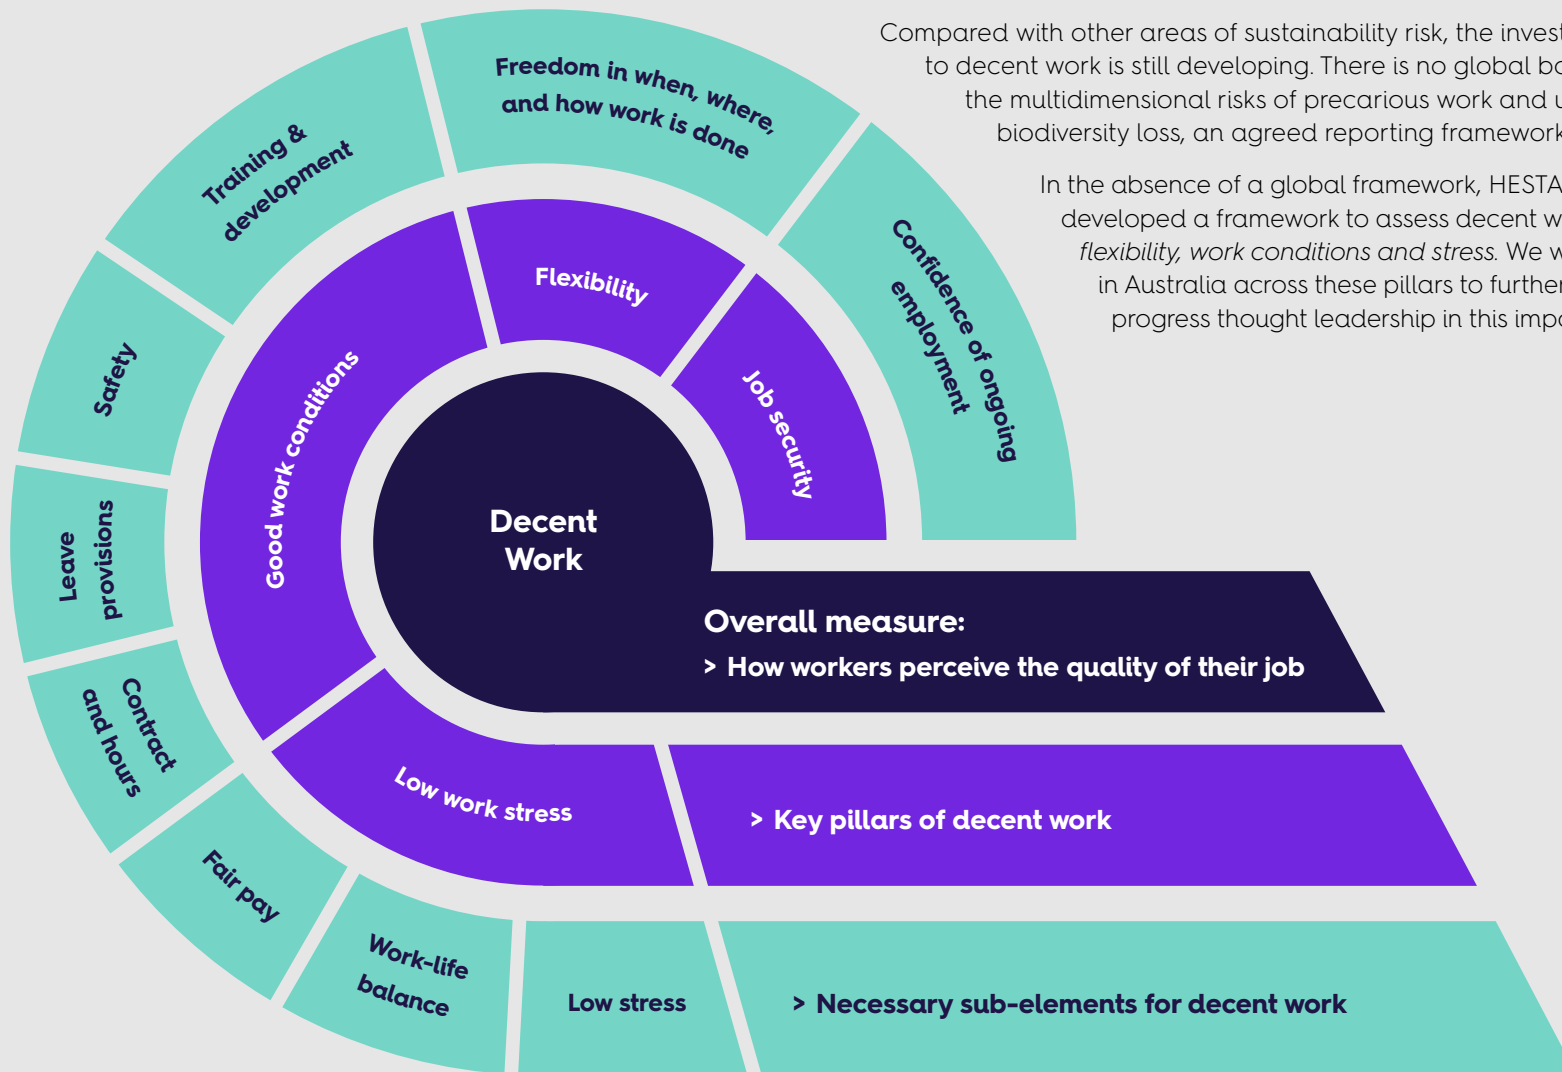 Compared with other areas of sustainability risk, the invest
to decent work is still developing. There is no global
the multidimensional risks of precarious work and u
biodiversity loss, an agreed reporting framework
In the absence of a global framework, HESTA
developed a framework to assess decent w
flexibility, work conditions and stress. We w
in Australia across these pillars to further
progress thought leadership in this impo
Freedom in when, where,
and how work is done
Training &
development
Confidence of ongoing
employment
Safety
Leave
provisions
Contract
and hours
Fair pay
Work-life
balance
Low stress
Flexibility
Job security
Good work conditions
Low work stress
Decent
Work
Overall measure:
> How workers perceive the quality of their job
> Key pillars of decent work
> Necessary sub-elements for decent work